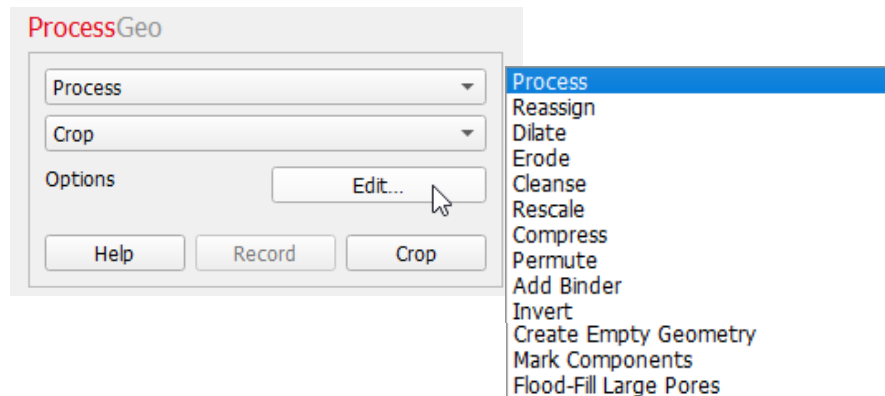 ProcessGeo
Process
Crop
Options
Edit...
Help
Record
Crop
Process
Reassign
Dilate
Erode
Cleanse
Rescale
Compress
Permute
Add Binder
Invert
Create Empty Geometry
Mark Components
Flood-Fill Large Pores